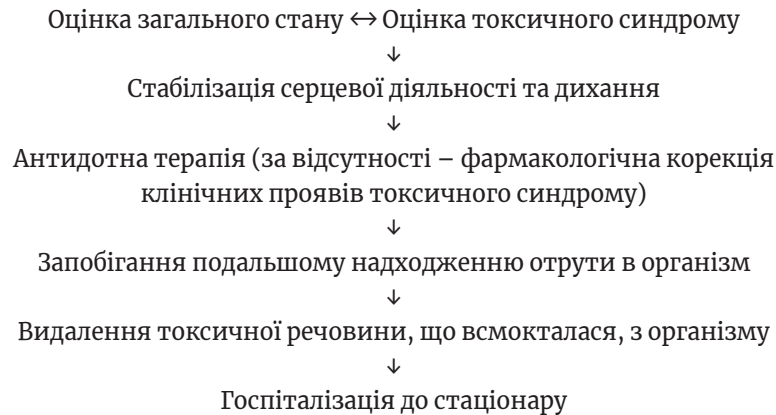 Оцінка загального стану ↔ Оцінка токсичного синдрому
↓
Стабілізація серцевої діяльності та дихання
↓
Антидотна терапія (за відсутності – фармакологічна корекція
клінічних проявів токсичного синдрому)
↓
Запобігання подальшому надходженню отрути в організм
↓
Видалення токсичної речовини, що всмокталася, з організму
↓
Госпіталізація до стаціонару